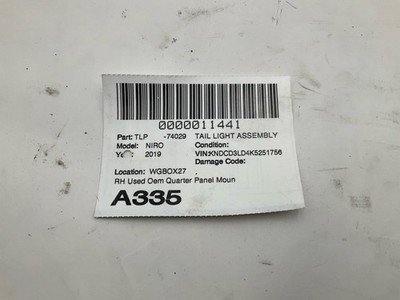 0000011441
Part: TLP -74029 TAIL LIGHT ASSEMBLY
Model: NIRO Condition:
2019 VIN:KNDCD3LD4K5251756
Damage Code:
Location: WGBOX27 ,
RH Used Oem Quarter Panel Moun
A335